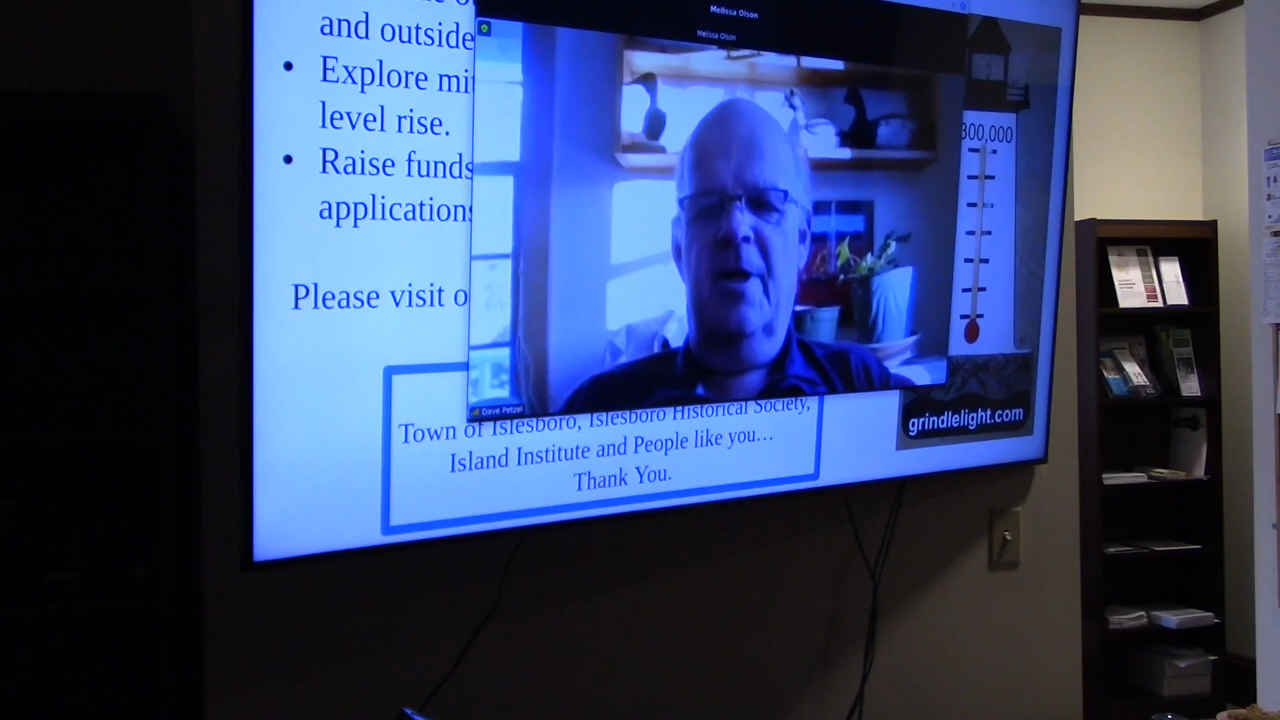 Melissa Olson
Melissa Olson
and outside
• Explore mi
level rise.
• Raise funds
applications
Please visit o
300,000
Dave Petzel
Town of Islesboro, Islesboro Historical Society,
Island Institute and People like you…
Thank You.
grindlelight.com